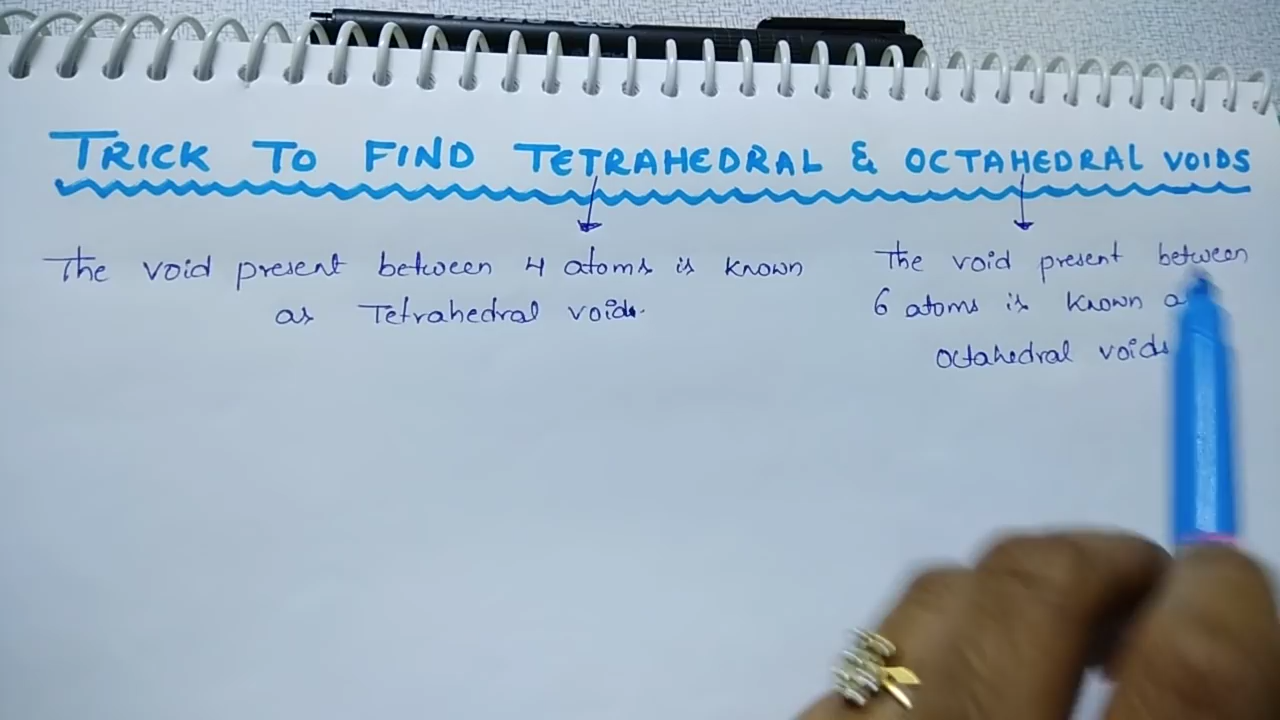 TRICK TO FIND TETRAHEDRAL & OCTAHEDRAL VOIDS
The void present between 4 atoms is known
as Tetrahedral voids.
The void present between
6 atoms is known
octahedral voids